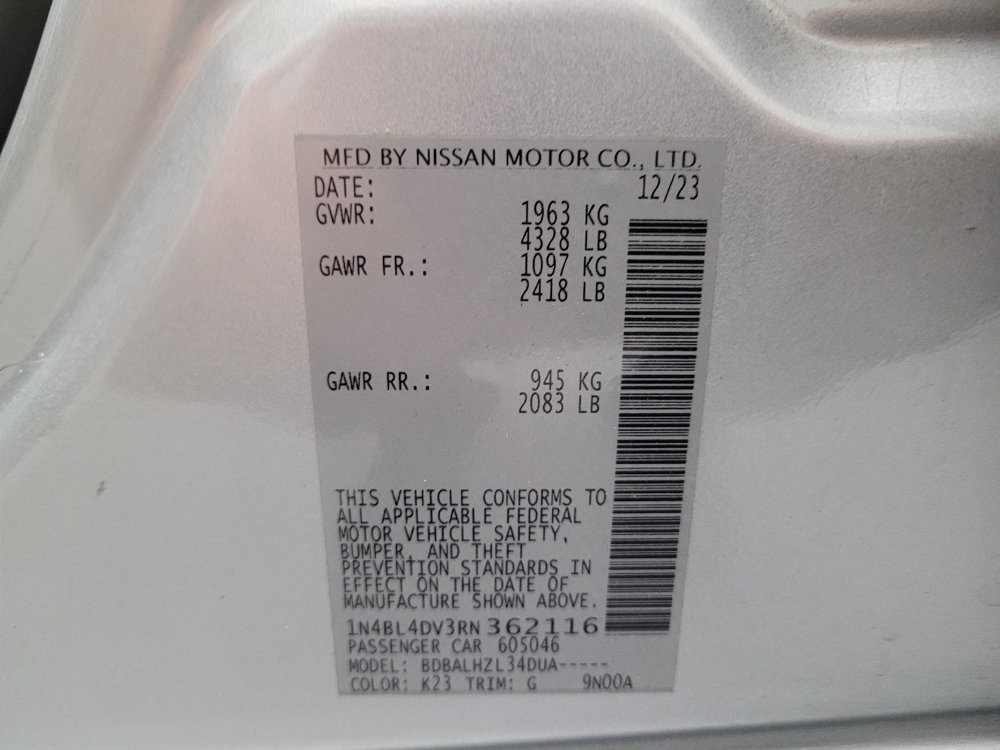 MFD BY NISSAN MOTOR CO., LTD.
DATE: 12/23
GVWR: 1963 KG
4328 LB
GAWR FR.: 1097 KG
2418 LB
GAWR RR.: 945 KG
2083 LB
THIS VEHICLE CONFORMS TO
ALL APPLICABLE FEDERAL
MOTOR VEHICLE SAFETY,
BUMPER, AND THEFT
PREVENTION STANDARDS IN
EFFECT ON THE DATE OF
MANUFACTURE SHOWN ABOVE.
1N4BL4DV3RN 362116
PASSENGER CAR 605046
MODEL: BDBALHZL34DUA-----
COLOR: K23 TRIM: G 9N00A